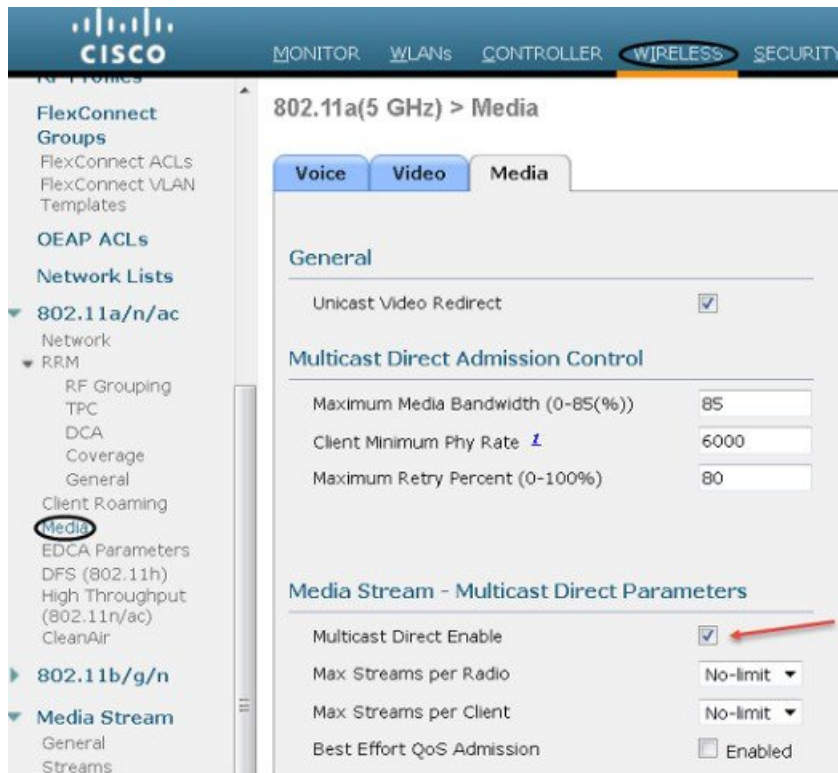 CISCO
MONITOR WLANs CONTROLLER WIRELESS SECURITY
RF Profiles
FlexConnect
Groups
FlexConnect ACLs
FlexConnect VLAN
Templates
OEAP ACLs
Network Lists
802.11a/n/ac
Network
RRM
RF Grouping
TPC
DCA
Coverage
General
Client Roaming
Media
EDCA Parameters
DFS (802.11h)
High Throughput
(802.11n/ac)
CleanAir
802.11b/g/n
Media Stream
General
Streams
802.11a(5 GHz) > Media
Voice Video Media
General
Unicast Video Redirect
Multicast Direct Admission Control
Maximum Media Bandwidth (0-85(%)) 85
Client Minimum Phy Rate 1 6000
Maximum Retry Percent (0-100%) 80
Media Stream - Multicast Direct Parameters
Multicast Direct Enable
Max Streams per Radio No-limit
Max Streams per Client No-limit
Best Effort QoS Admission Enabled